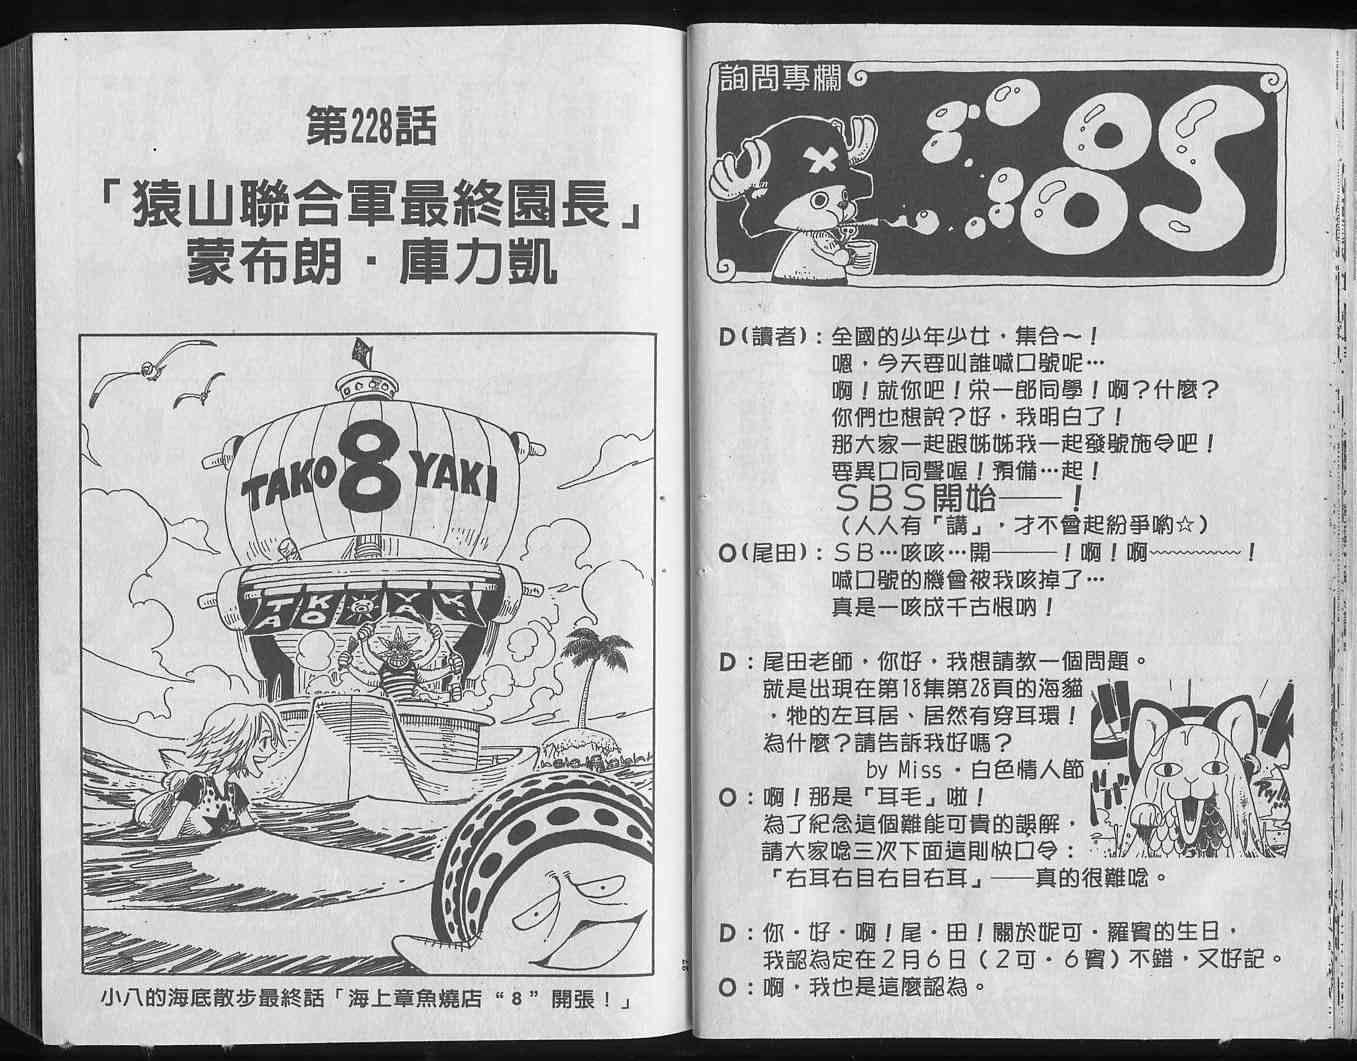 第228話
「猿山聯合軍最終園長」
蒙布朗・庫力凱
TAKO 8 YAKI
TAKO YAKI
小八的海底散步最終話「海上章魚燒店“8”開張！」
27
詢問專欄
SBS
D(讀者)：全國的少年少女，集合～！
嗯，今天要叫誰喊口號呢…
啊！就你吧！栄一郎同學！啊？什麼？
你們也想說？好，我明白了！
那大家一起跟姊姊我一起發號施令吧！
要異口同聲喔！預備…起！
ＳＢＳ開始──！
（人人有「講」，才不會起紛爭喲☆）
O(尾田)：ＳＢ…咳咳…開───！啊！啊~~~~~！
喊口號的機會被我咳掉了…
真是一咳成千古恨吶！
D：尾田老師，你好，我想請教一個問題。
就是出現在第18集第28頁的海貓
，牠的左耳居、居然有穿耳環！
為什麼？請告訴我好嗎？
by Miss・白色情人節
O：啊！那是「耳毛」啦！
為了紀念這個難能可貴的誤解，
請大家唸三次下面這則快口令：
「右耳右目右目右耳」──真的很難唸。
D：你・好・啊！尾・田！關於妮可・羅賓的生日，
我認為定在２月６日（２可・６賓）不錯，又好記。
O：啊，我也是這麼認為。